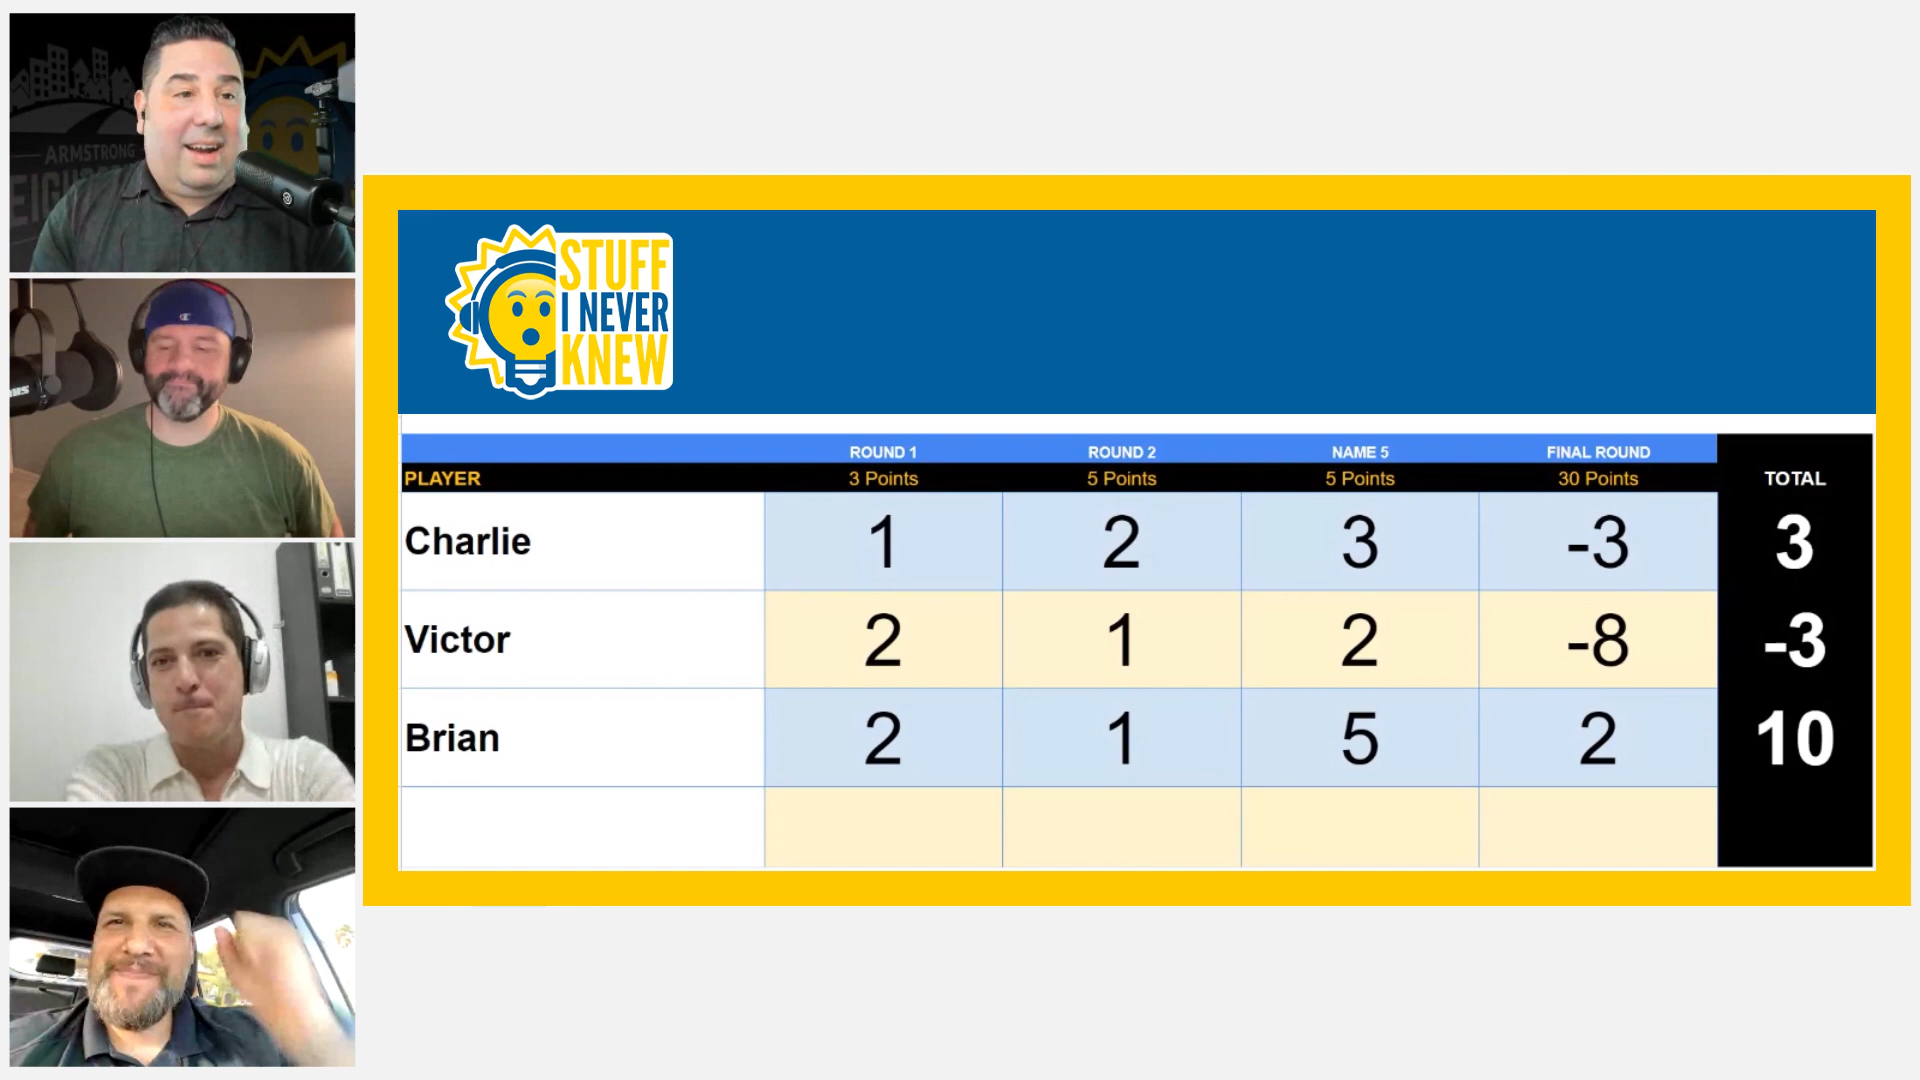 ARMSTRONG
STUFF
I NEVER
KNEW
ROUND 1 ROUND 2 NAME 5 FINAL ROUND
PLAYER 3 Points 5 Points 5 Points 30 Points TOTAL
Charlie 1 2 3 -3 3
Victor 2 1 2 -8 -3
Brian 2 1 5 2 10